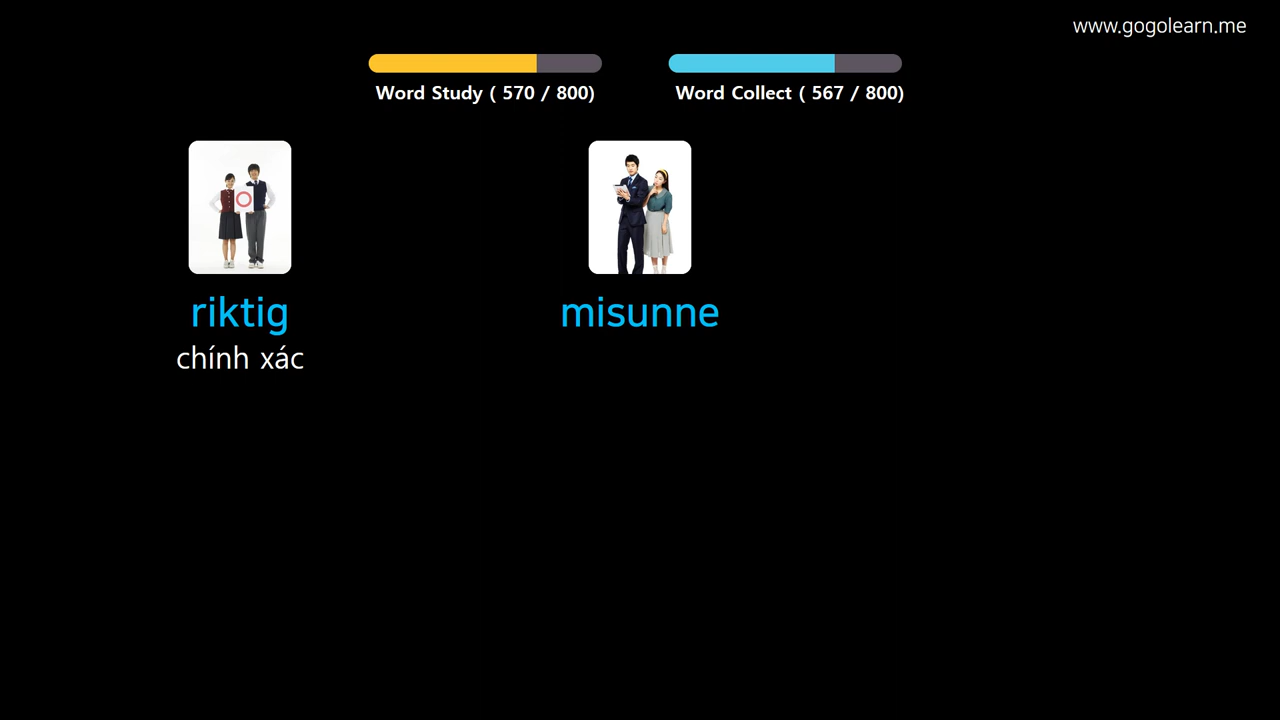 www.gogolearn.me
Word Study ( 570 / 800)
Word Collect ( 567 / 800)
riktig
misunne
chính xác